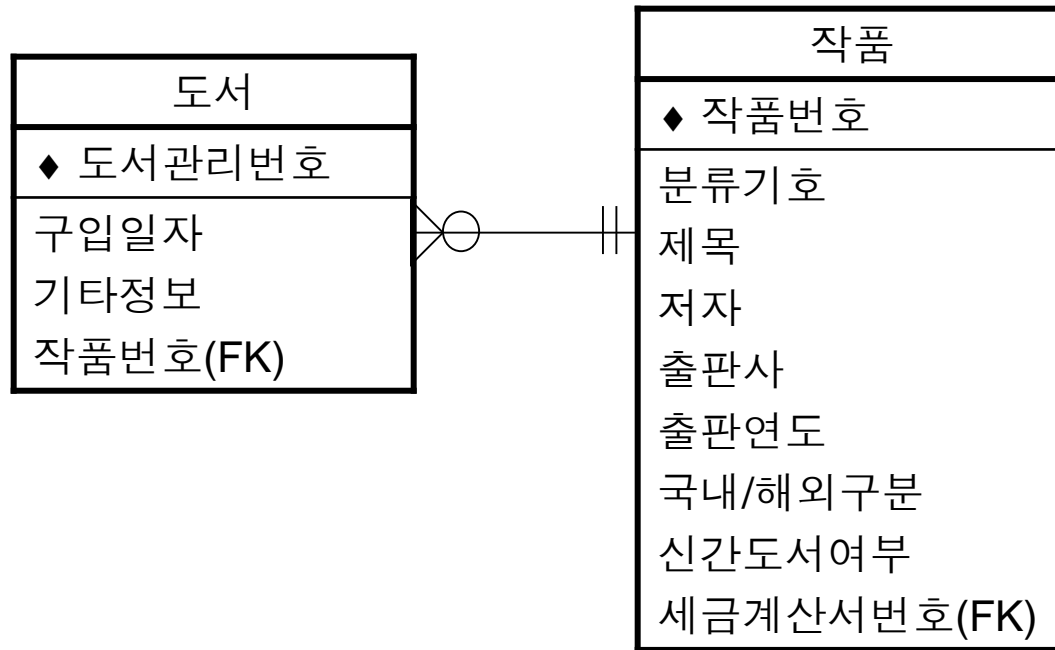 도서
♦ 도서관리번호
구입일자
기타정보
작품번호(FK)
작품
♦ 작품번호
분류기호
제목
저자
출판사
출판연도
국내/해외구분
신간도서여부
세금계산서번호(FK)